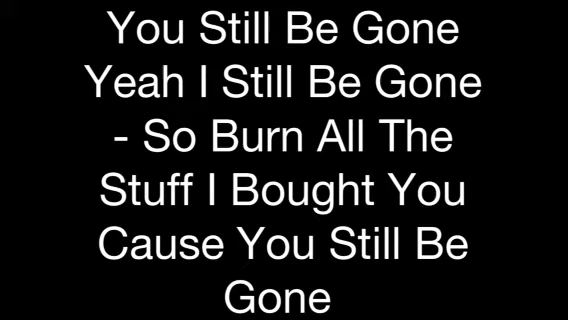 You Still Be Gone
Yeah I Still Be Gone
- So Burn All The
Stuff I Bought You
Cause You Still Be
Gone